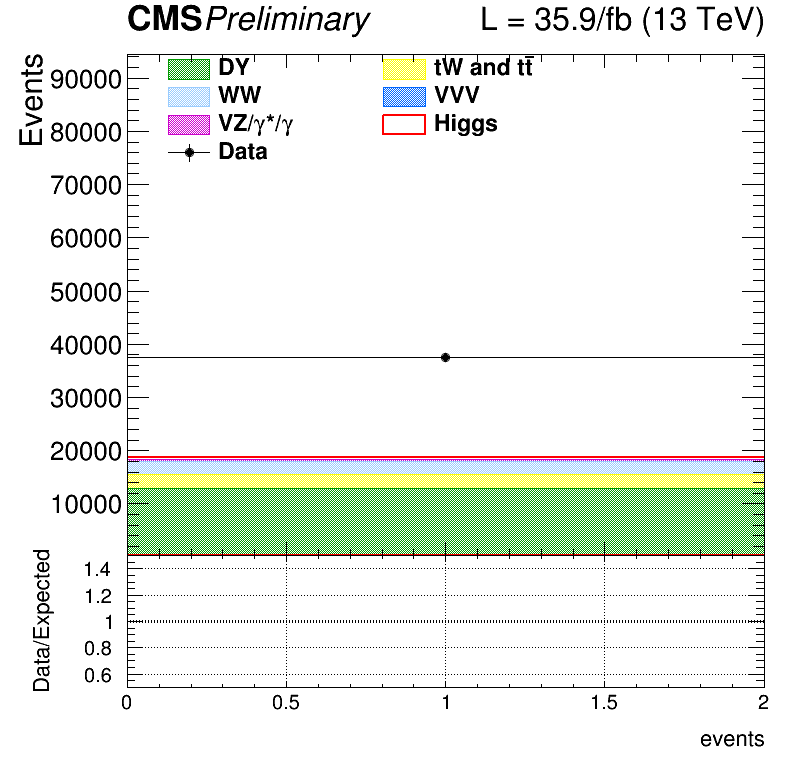 CMS Preliminary L = 35.9/fb (13 TeV)
Events
90000
80000
70000
60000
50000
40000
30000
20000
10000
DY
tW and tt̅
WW
VVV
VZ/γ*/γ
Higgs
Data
Data/Expected
1.4
1.2
1
0.8
0.6
0 0.5 1 1.5 2
events